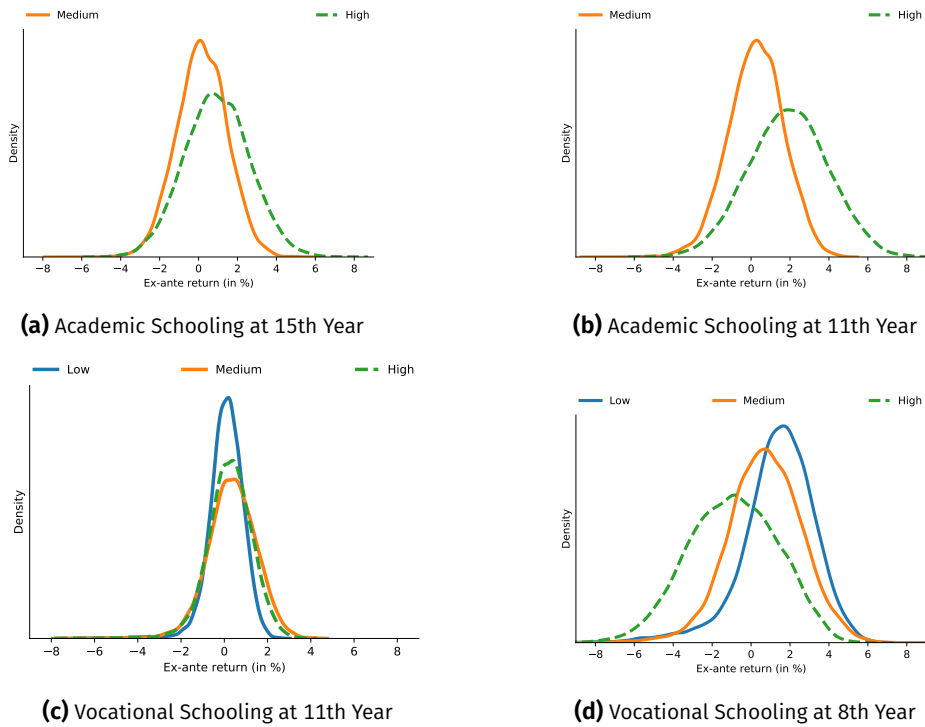 Medium High
Density
−8 −6 −4 −2 0 2 4 6 8
Ex-ante return (in %)
(a) Academic Schooling at 15th Year
Medium High
Density
−8 −6 −4 −2 0 2 4 6 8
Ex-ante return (in %)
(b) Academic Schooling at 11th Year
Low Medium High
Density
−8 −6 −4 −2 0 2 4 6 8
Ex-ante return (in %)
(c) Vocational Schooling at 11th Year
Low Medium High
Density
−8 −6 −4 −2 0 2 4 6 8
Ex-ante return (in %)
(d) Vocational Schooling at 8th Year